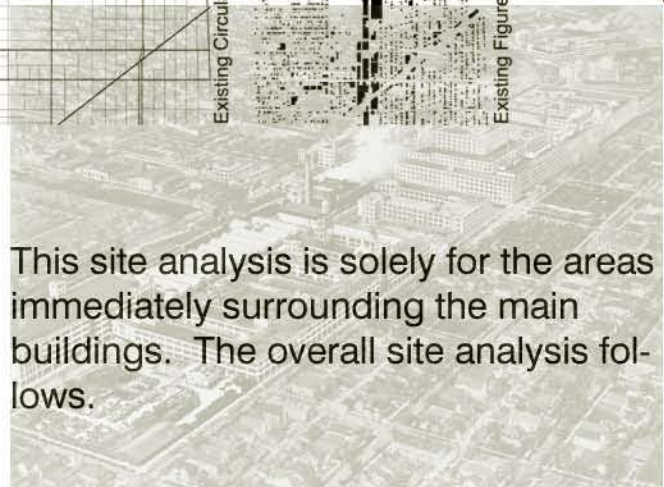 Existing Circul
Existing Figure
This site analysis is solely for the areas
immediately surrounding the main
buildings.  The overall site analysis fol-
lows.